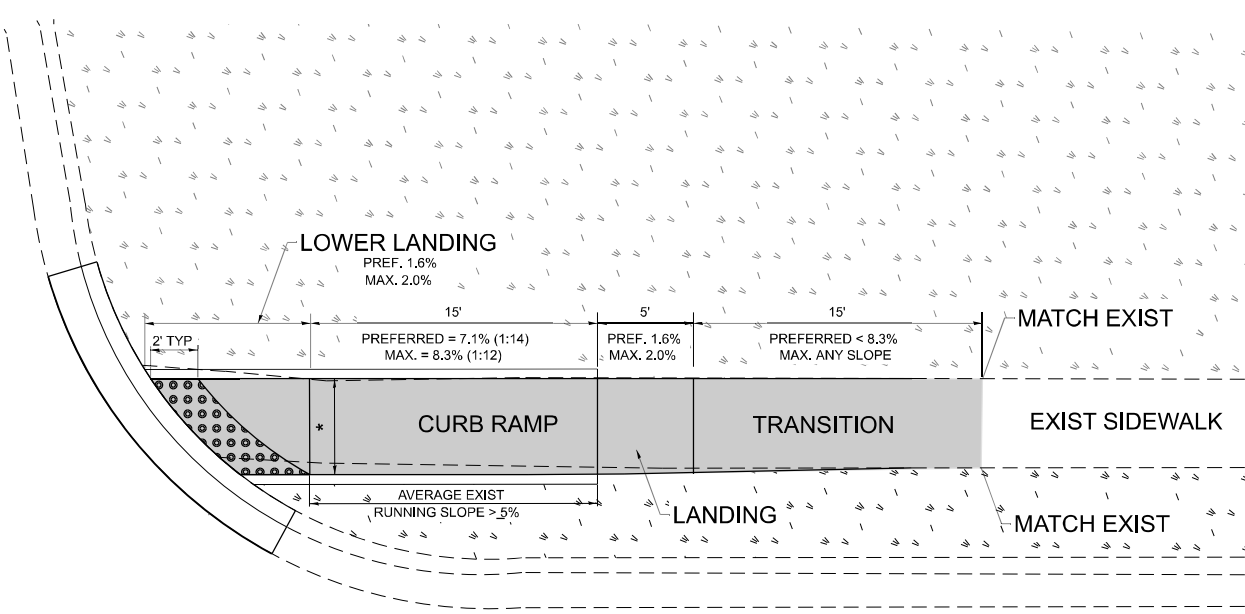 LOWER LANDING
PREF. 1.6%
MAX. 2.0%
15'
5'
15'
MATCH EXIST
2' TYP
PREFERRED = 7.1% (1:14)
MAX. = 8.3% (1:12)
PREF. 1.6%
MAX. 2.0%
PREFERRED < 8.3%
MAX. ANY SLOPE
*
CURB RAMP
TRANSITION
EXIST SIDEWALK
AVERAGE EXIST
RUNNING SLOPE > 5%
LANDING
MATCH EXIST